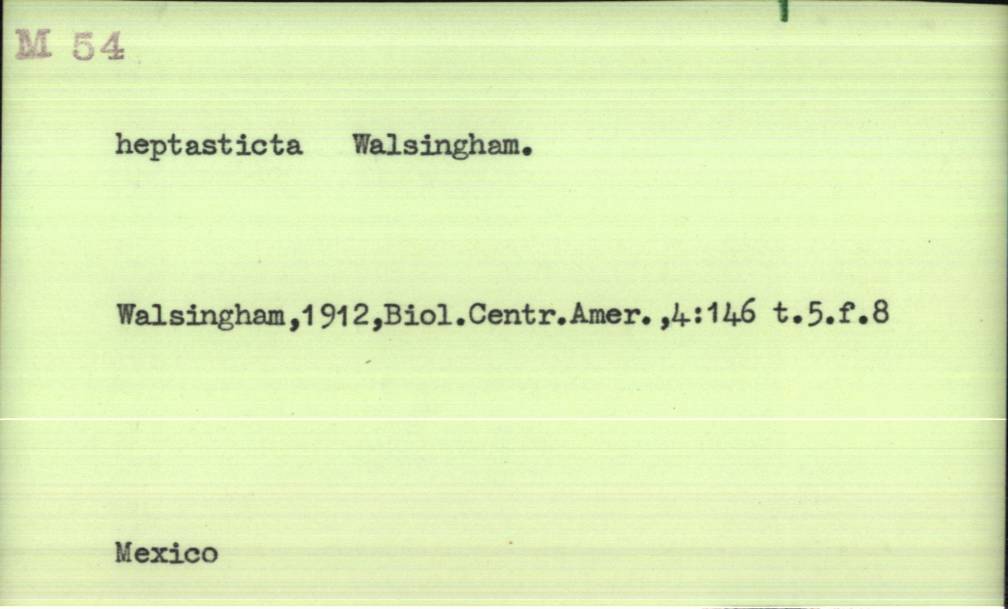 M 54
heptasticta Walsingham.
Walsingham,1912,Biol.Centr.Amer.,4:146 t.5.f.8
Mexico